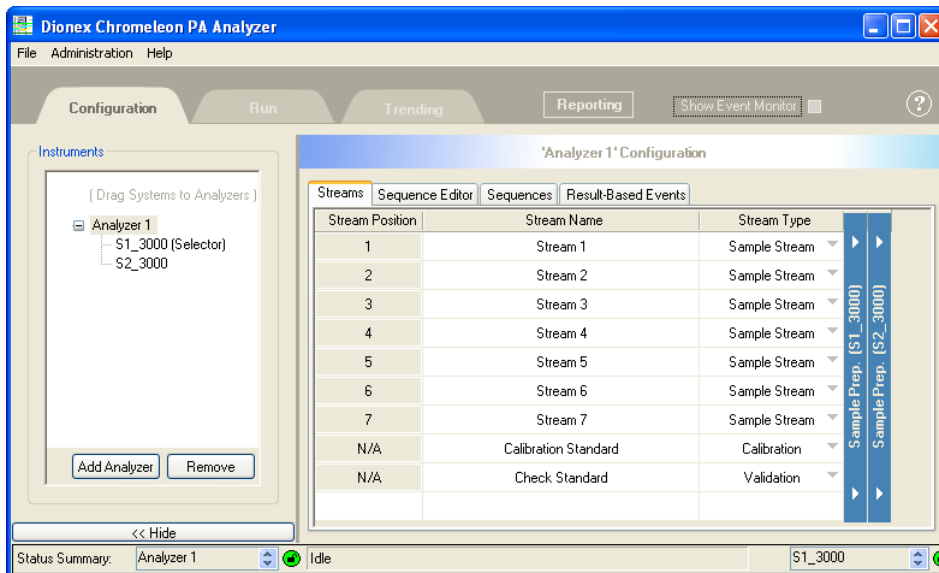 Dionex Chromeleon PA Analyzer
File Administration Help
Configuration Run Trending Reporting Show Event Monitor ?
Instruments
( Drag Systems to Analyzers )
Analyzer 1
S1_3000 (Selector)
S2_3000
Add Analyzer Remove
<< Hide
'Analyzer 1' Configuration
Streams Sequence Editor Sequences Result-Based Events
Stream Position Stream Name Stream Type
1 Stream 1 Sample Stream
2 Stream 2 Sample Stream
3 Stream 3 Sample Stream
4 Stream 4 Sample Stream
5 Stream 5 Sample Stream
6 Stream 6 Sample Stream
7 Stream 7 Sample Stream
N/A Calibration Standard Calibration
N/A Check Standard Validation
Sample Prep. (S1_3000)
Sample Prep. (S2_3000)
Status Summary: Analyzer 1 Idle S1_3000